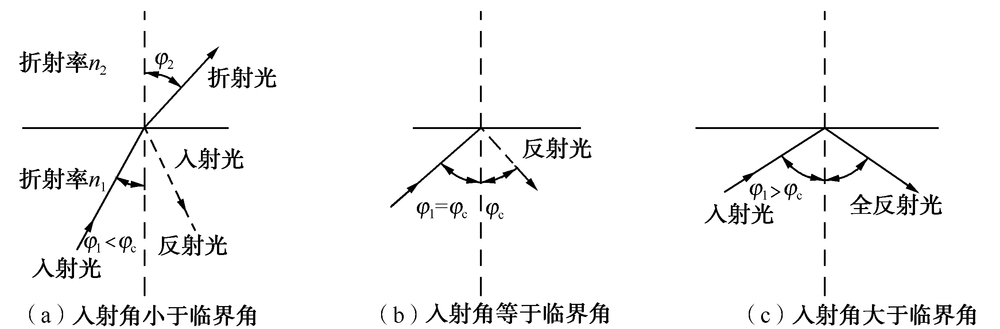 折射率n₂
φ₂
折射光
入射光
折射率n₁
φ₁<φc
反射光
入射光
(a)入射角小于临界角
反射光
φ₁=φc
φc
(b)入射角等于临界角
φ₁>φc
入射光
全反射光
(c)入射角大于临界角